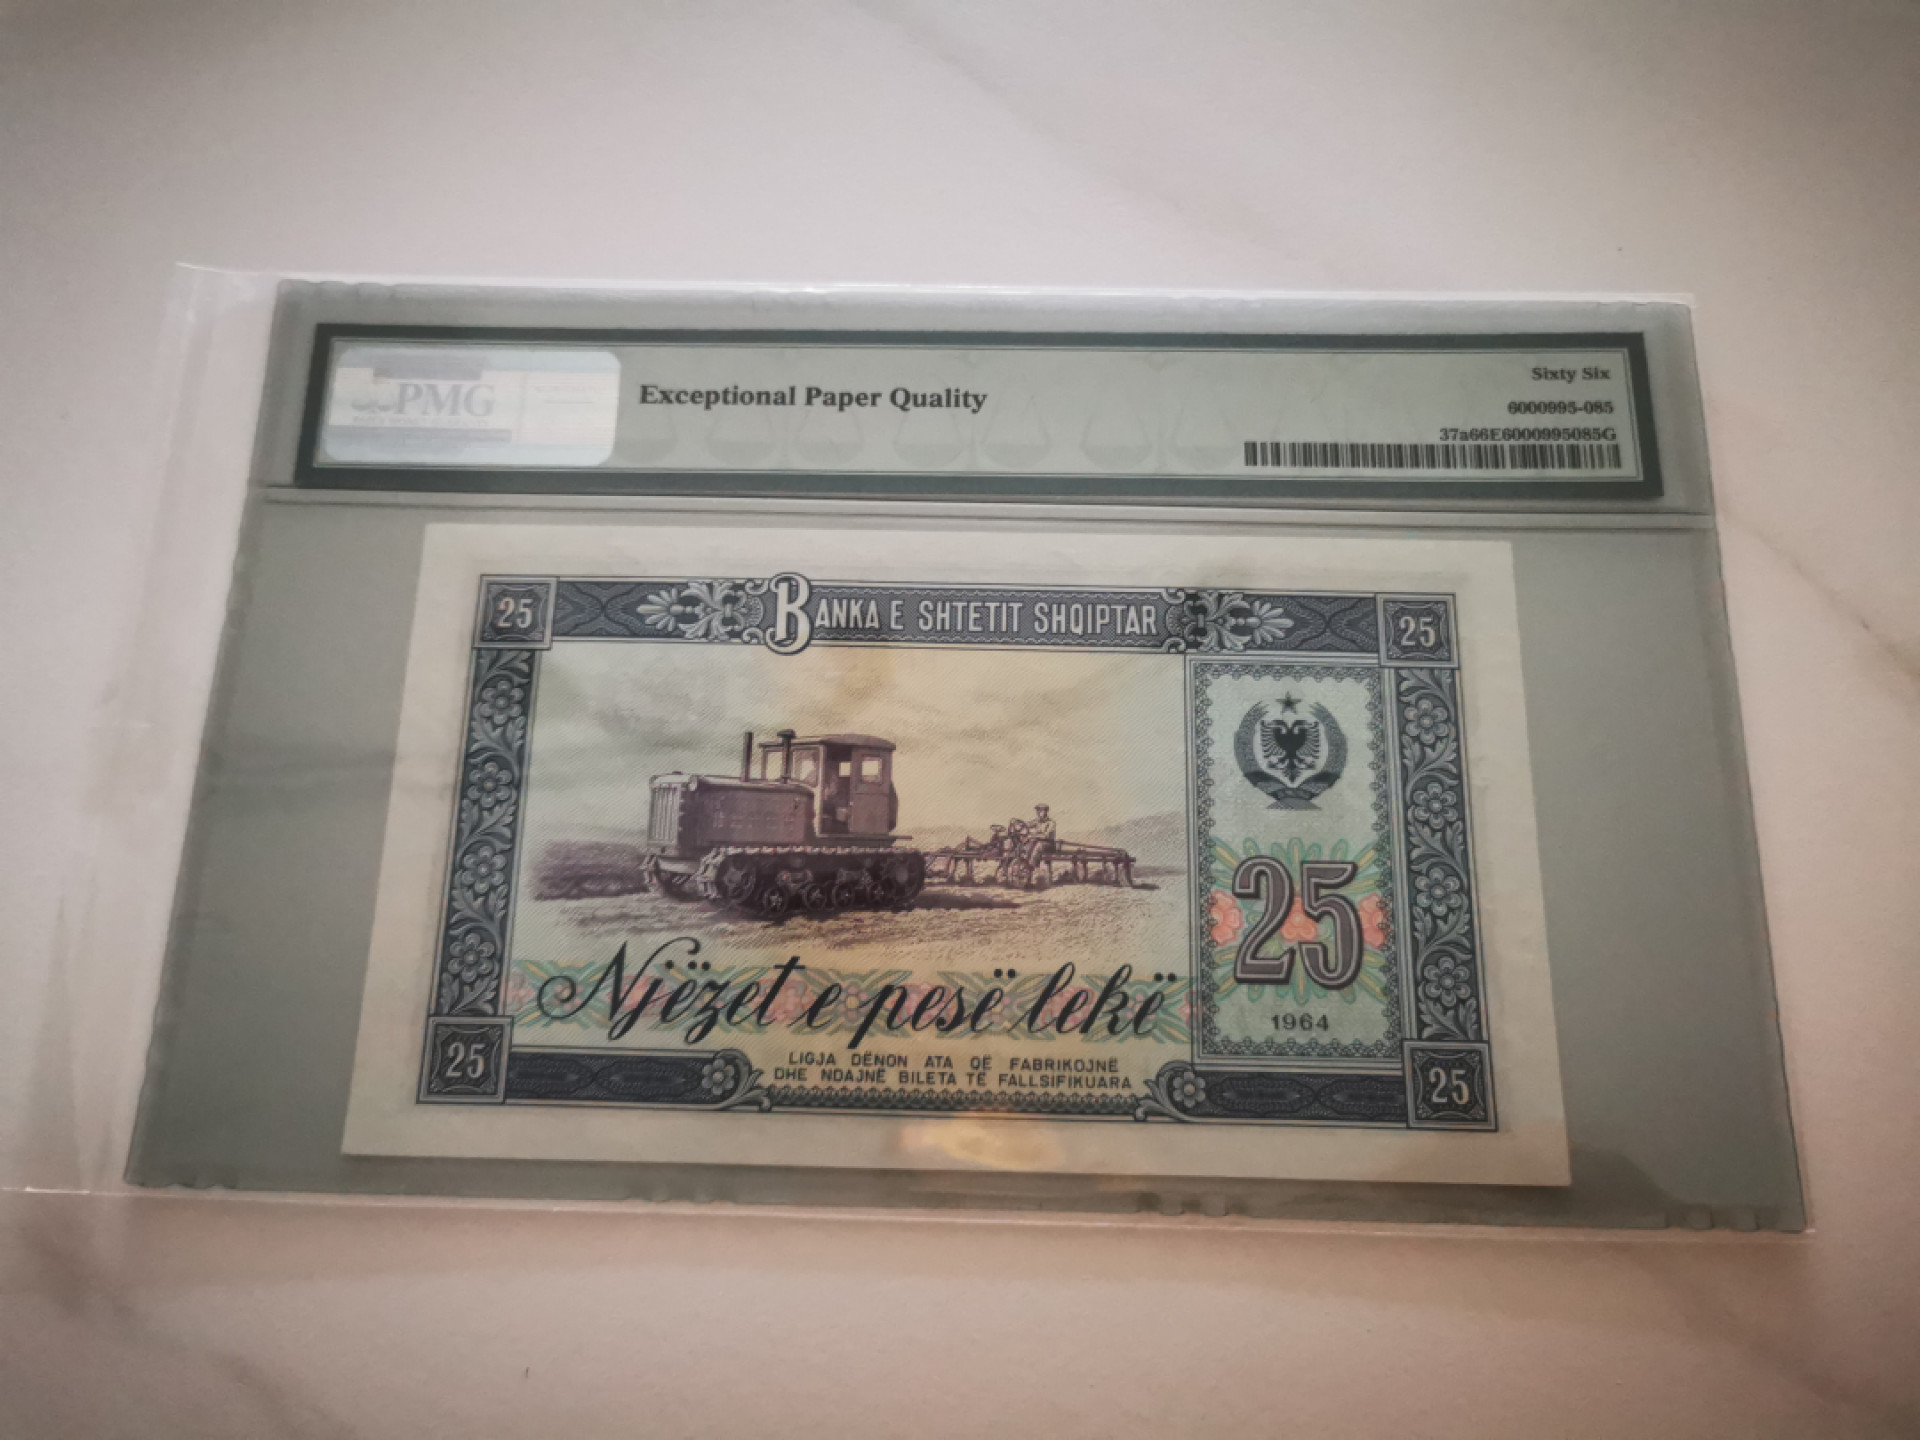 PMG
Exceptional Paper Quality
Sixty Six
6000995-085
37a66E6000995085G
25
BANKA E SHTETIT SHQIPTAR
25
25
1964
Njëzet e pesë lekë
LIGJA DËNON ATA QË FABRIKOJNË
DHE NDAJNË BILETA TË FALLSIFIKUARA
25
25